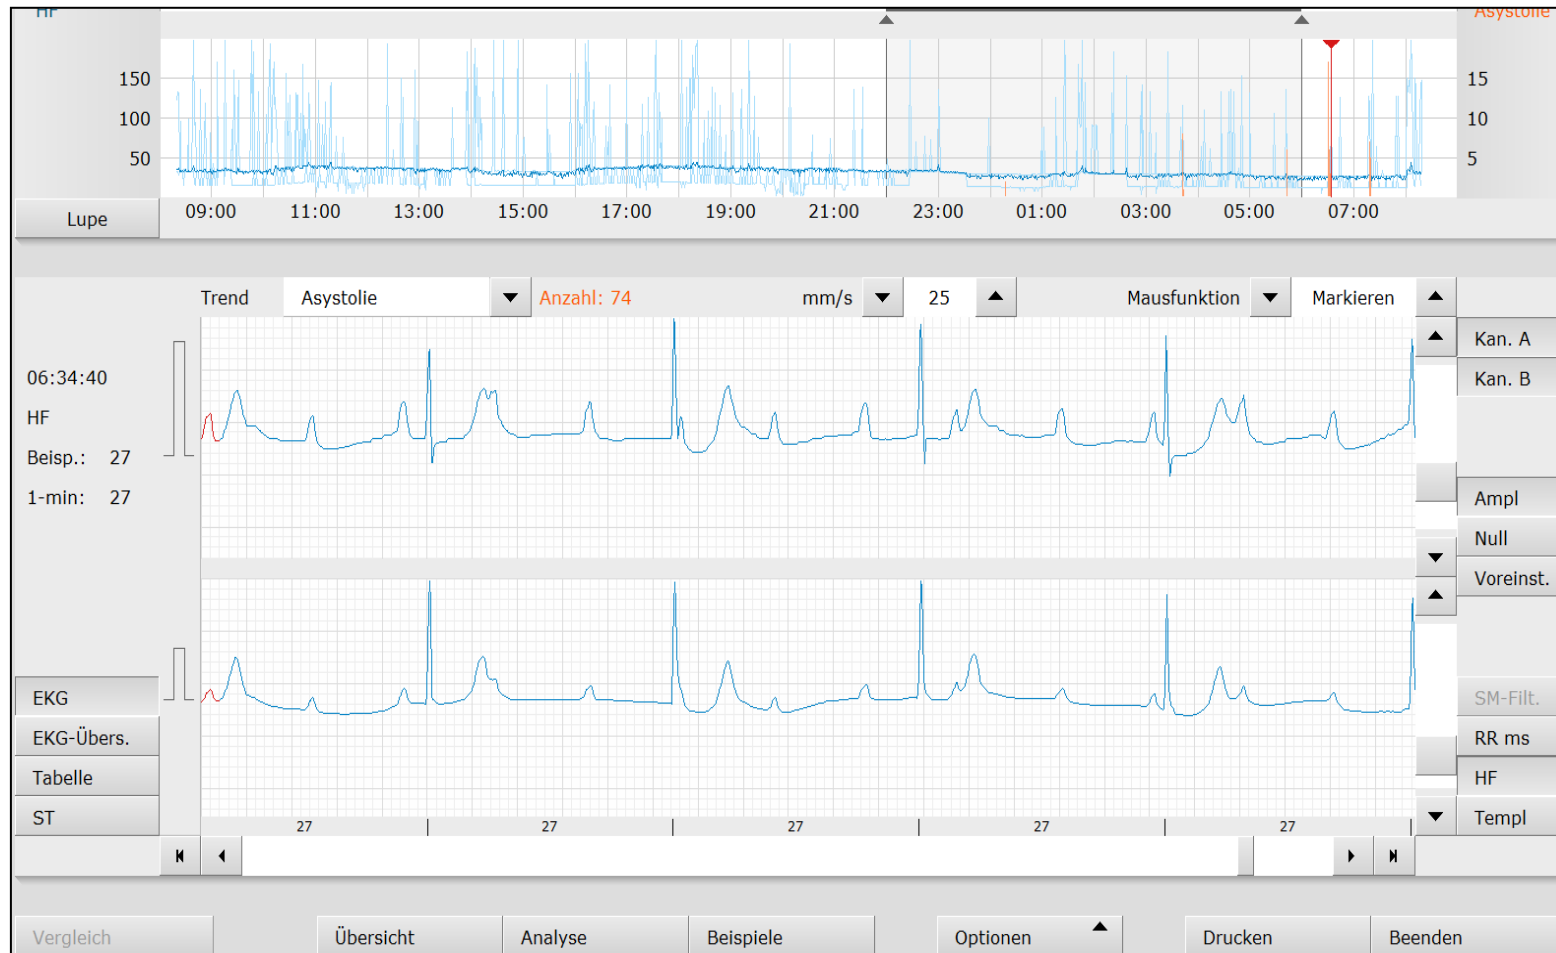 HF
Asystolie
150
100
50
15
10
5
Lupe
09:00 11:00 13:00 15:00 17:00 19:00 21:00 23:00 01:00 03:00 05:00 07:00
Trend Asystolie Anzahl: 74 mm/s 25 Mausfunktion Markieren
06:34:40
HF
Beisp.: 27
1-min: 27
Kan. A
Kan. B
Ampl
Null
Voreinst.
EKG
EKG-Übers.
Tabelle
ST
SM-Filt.
RR ms
HF
Templ
27 27 27 27 27
Vergleich Übersicht Analyse Beispiele Optionen Drucken Beenden